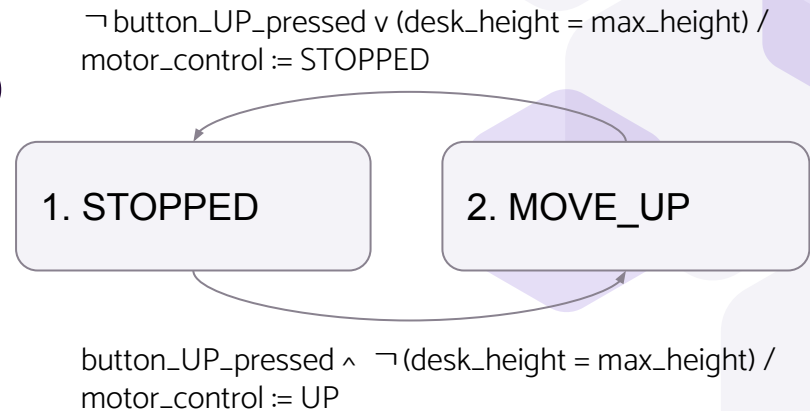 ￢button_UP_pressed v (desk_height = max_height) /
motor_control := STOPPED
1. STOPPED
2. MOVE_UP
button_UP_pressed ^ ￢(desk_height = max_height) /
motor_control := UP